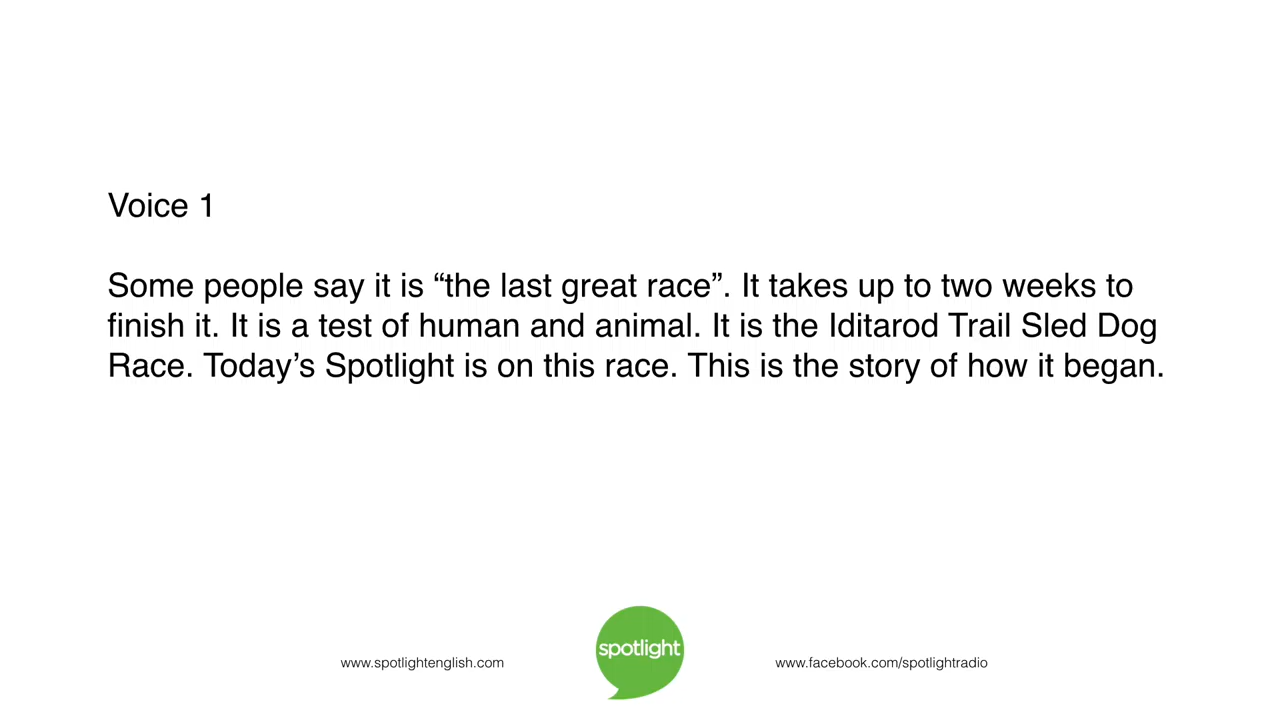 Voice 1
Some people say it is “the last great race”. It takes up to two weeks to
finish it. It is a test of human and animal. It is the Iditarod Trail Sled Dog
Race. Today’s Spotlight is on this race. This is the story of how it began.
www.spotlightenglish.com
spotlight
www.facebook.com/spotlightradio